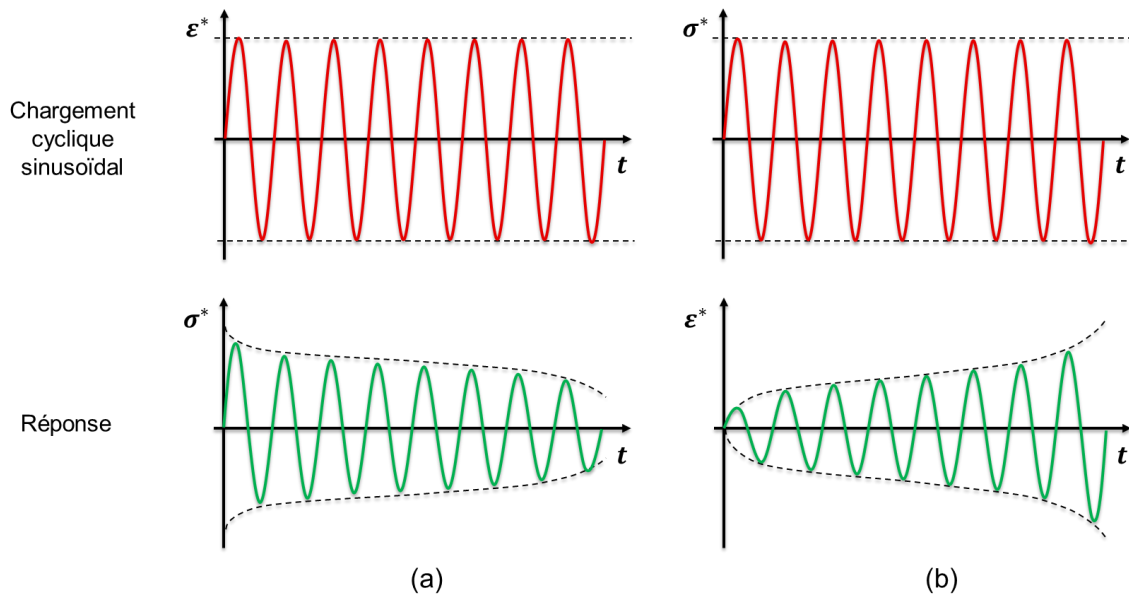 ε*
σ*
Chargement
cyclique
sinusoïdal
t
t
σ*
ε*
Réponse
t
t
(a)
(b)